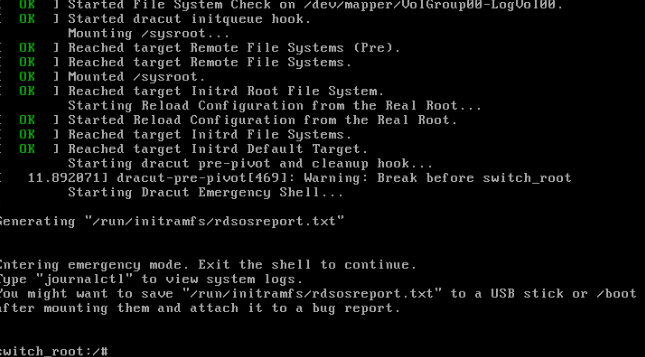 [  OK  ] Started File System Check on /dev/mapper/VolGroup00-LogVol00.
[  OK  ] Started dracut initqueue hook.
Mounting /sysroot...
[  OK  ] Reached target Remote File Systems (Pre).
[  OK  ] Reached target Remote File Systems.
[  OK  ] Mounted /sysroot.
[  OK  ] Reached target Initrd Root File System.
Starting Reload Configuration from the Real Root...
[  OK  ] Started Reload Configuration from the Real Root.
[  OK  ] Reached target Initrd File Systems.
[  OK  ] Reached target Initrd Default Target.
Starting dracut pre-pivot and cleanup hook...
[   11.892071] dracut-pre-pivot[469]: Warning: Break before switch_root
Starting Dracut Emergency Shell...
Generating "/run/initramfs/rdsosreport.txt"
Entering emergency mode. Exit the shell to continue.
Type "journalctl" to view system logs.
You might want to save "/run/initramfs/rdsosreport.txt" to a USB stick or /boot
after mounting them and attach it to a bug report.
switch_root:/#